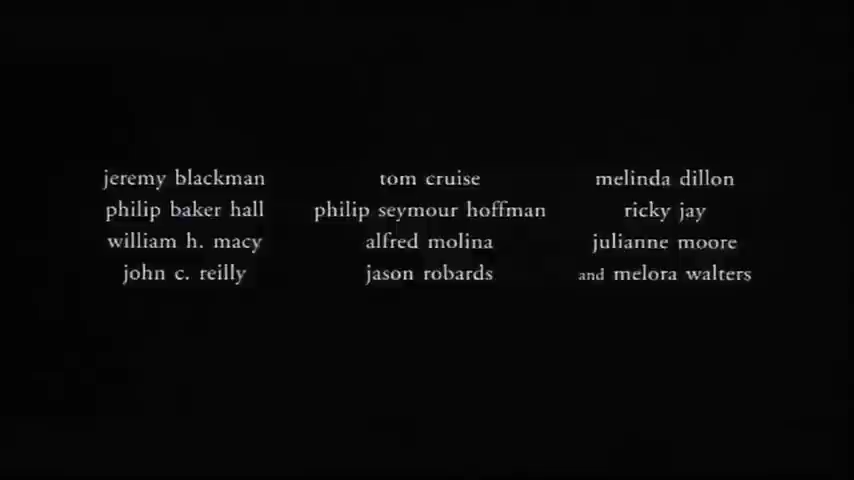 jeremy blackman tom cruise melinda dillon
philip baker hall philip seymour hoffman ricky jay
william h. macy alfred molina julianne moore
john c. reilly jason robards and melora walters